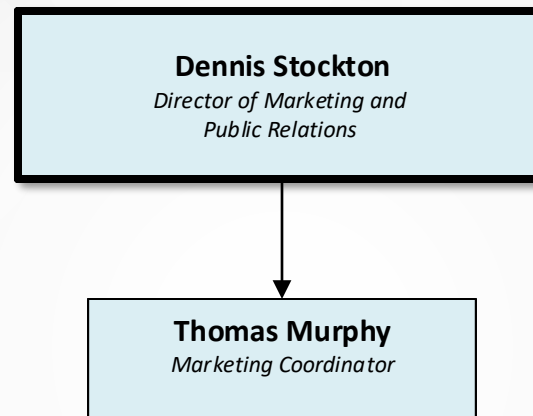 Dennis Stockton
Director of Marketing and
Public Relations
Thomas Murphy
Marketing Coordinator